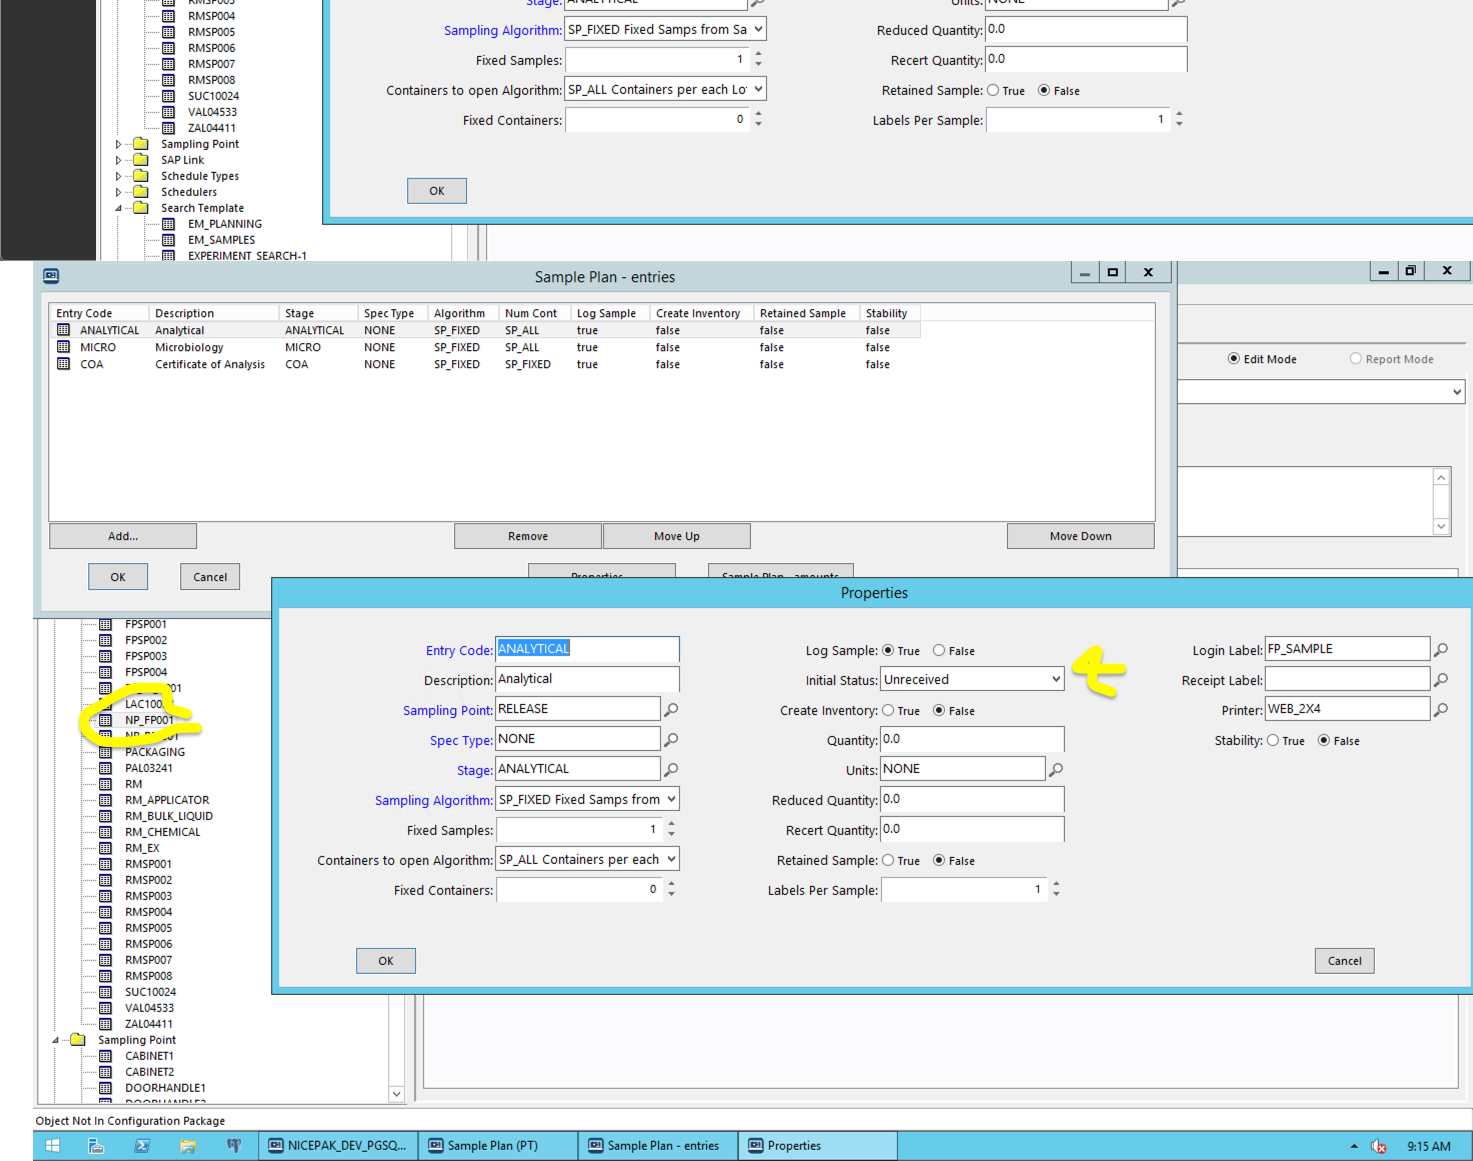 RMSP004
RMSP005
RMSP006
RMSP007
RMSP008
SUC10024
VAL04533
ZAL04411
Sampling Point
SAP Link
Schedule Types
Schedulers
Search Template
EM_PLANNING
EM_SAMPLES
EXPERIMENT_SEARCH-1
Stage:
Units: NONE
Sampling Algorithm: SP_FIXED Fixed Samps from Sa
Reduced Quantity: 0.0
Fixed Samples: 1
Recert Quantity: 0.0
Containers to open Algorithm: SP_ALL Containers per each Lo
Retained Sample: True False
Fixed Containers: 0
Labels Per Sample: 1
OK
Sample Plan - entries
Entry Code Description Stage Spec Type Algorithm Num Cont Log Sample Create Inventory Retained Sample Stability
ANALYTICAL Analytical ANALYTICAL NONE SP_FIXED SP_ALL true false false false
MICRO Microbiology MICRO NONE SP_FIXED SP_ALL true false false false
COA Certificate of Analysis COA NONE SP_FIXED SP_FIXED true false false false
Edit Mode Report Mode
Add... Remove Move Up Move Down
OK Cancel Properties Sample Plan - amounts
Properties
FPSP001
FPSP002
FPSP003
FPSP004
NP_FP001
PACKAGING
PAL03241
RM
RM_APPLICATOR
RM_BULK_LIQUID
RM_CHEMICAL
RM_EX
RMSP001
RMSP002
RMSP003
RMSP004
RMSP005
RMSP006
RMSP007
RMSP008
SUC10024
VAL04533
ZAL04411
Sampling Point
CABINET1
CABINET2
DOORHANDLE1
Entry Code: ANALYTICAL
Log Sample: True False
Login Label: FP_SAMPLE
Description: Analytical
Initial Status: Unreceived
Receipt Label:
Sampling Point: RELEASE
Create Inventory: True False
Printer: WEB_2X4
Spec Type: NONE
Quantity: 0.0
Stability: True False
Stage: ANALYTICAL
Units: NONE
Sampling Algorithm: SP_FIXED Fixed Samps from
Reduced Quantity: 0.0
Fixed Samples: 1
Recert Quantity: 0.0
Containers to open Algorithm: SP_ALL Containers per each
Retained Sample: True False
Fixed Containers: 0
Labels Per Sample: 1
OK Cancel
Object Not In Configuration Package
NICEPAK_DEV_PGSQ... Sample Plan (PT) Sample Plan - entries Properties 9:15 AM